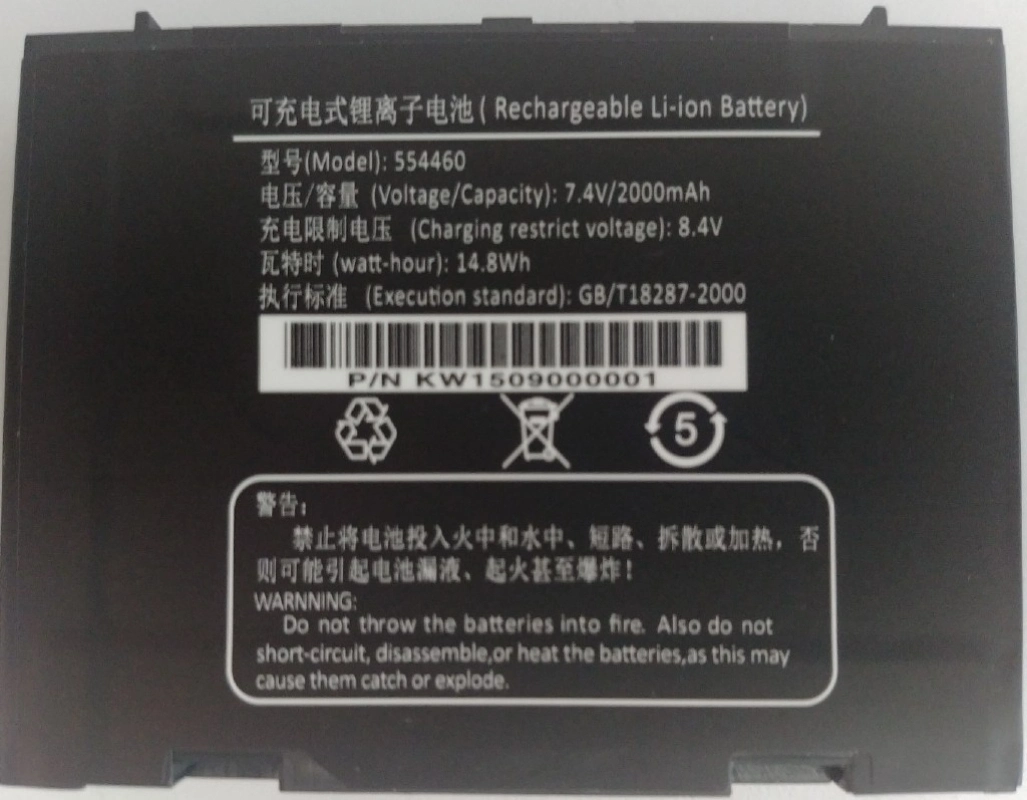 可充电式锂离子电池 ( Rechargeable Li-ion Battery)
型号(Model): 554460
电压/容量 (Voltage/Capacity): 7.4V/2000mAh
充电限制电压 (Charging restrict voltage): 8.4V
瓦特时 (watt-hour): 14.8Wh
执行标准 (Execution standard): GB/T18287-2000
P/N KW1509000001
5
警告:
禁止将电池投入火中和水中、短路、拆散或加热，否
则可能引起电池漏液、起火甚至爆炸!
WARNNING:
Do not throw the batteries into fire. Also do not
short-circuit, disassemble,or heat the batteries,as this may
cause them catch or explode.